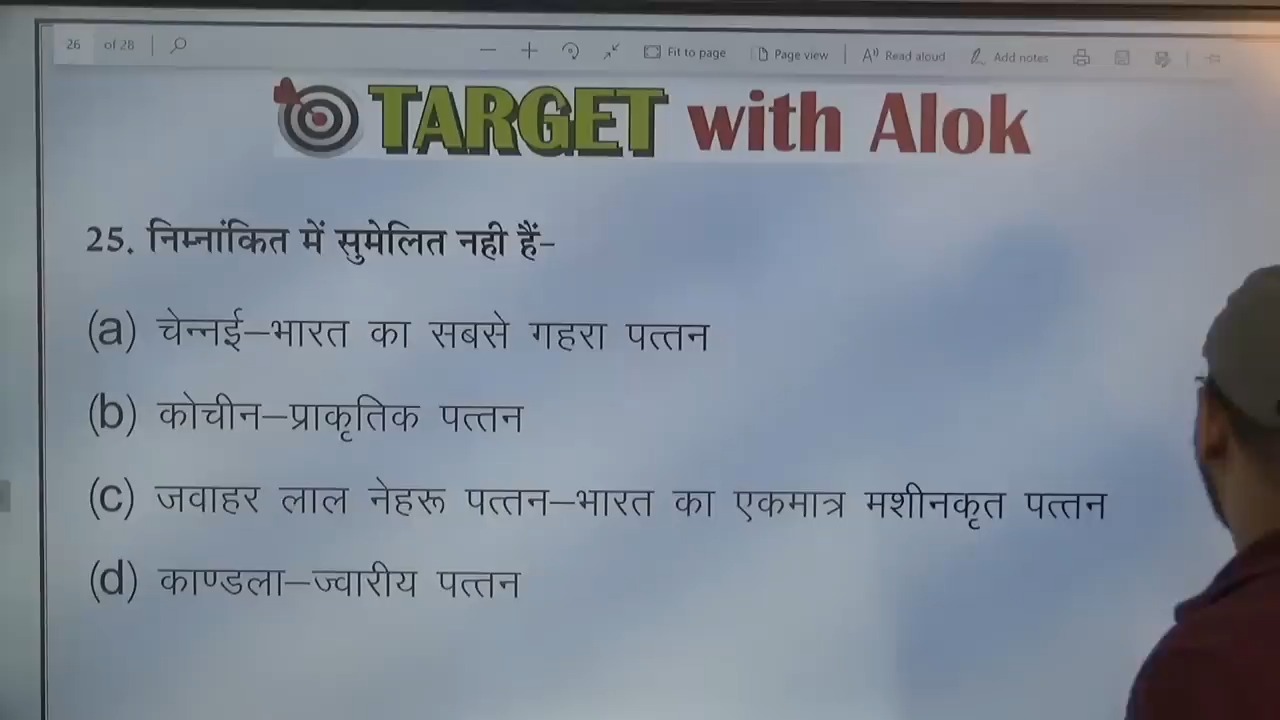 26 of 28 Fit to page Page view Read aloud Add notes
TARGET with Alok
25. निम्नांकित में सुमेलित नही हैं-
(a) चेन्नई–भारत का सबसे गहरा पत्तन
(b) कोचीन–प्राकृतिक पत्तन
(c) जवाहर लाल नेहरू पत्तन–भारत का एकमात्र मशीनकृत पत्तन
(d) काण्डला–ज्वारीय पत्तन